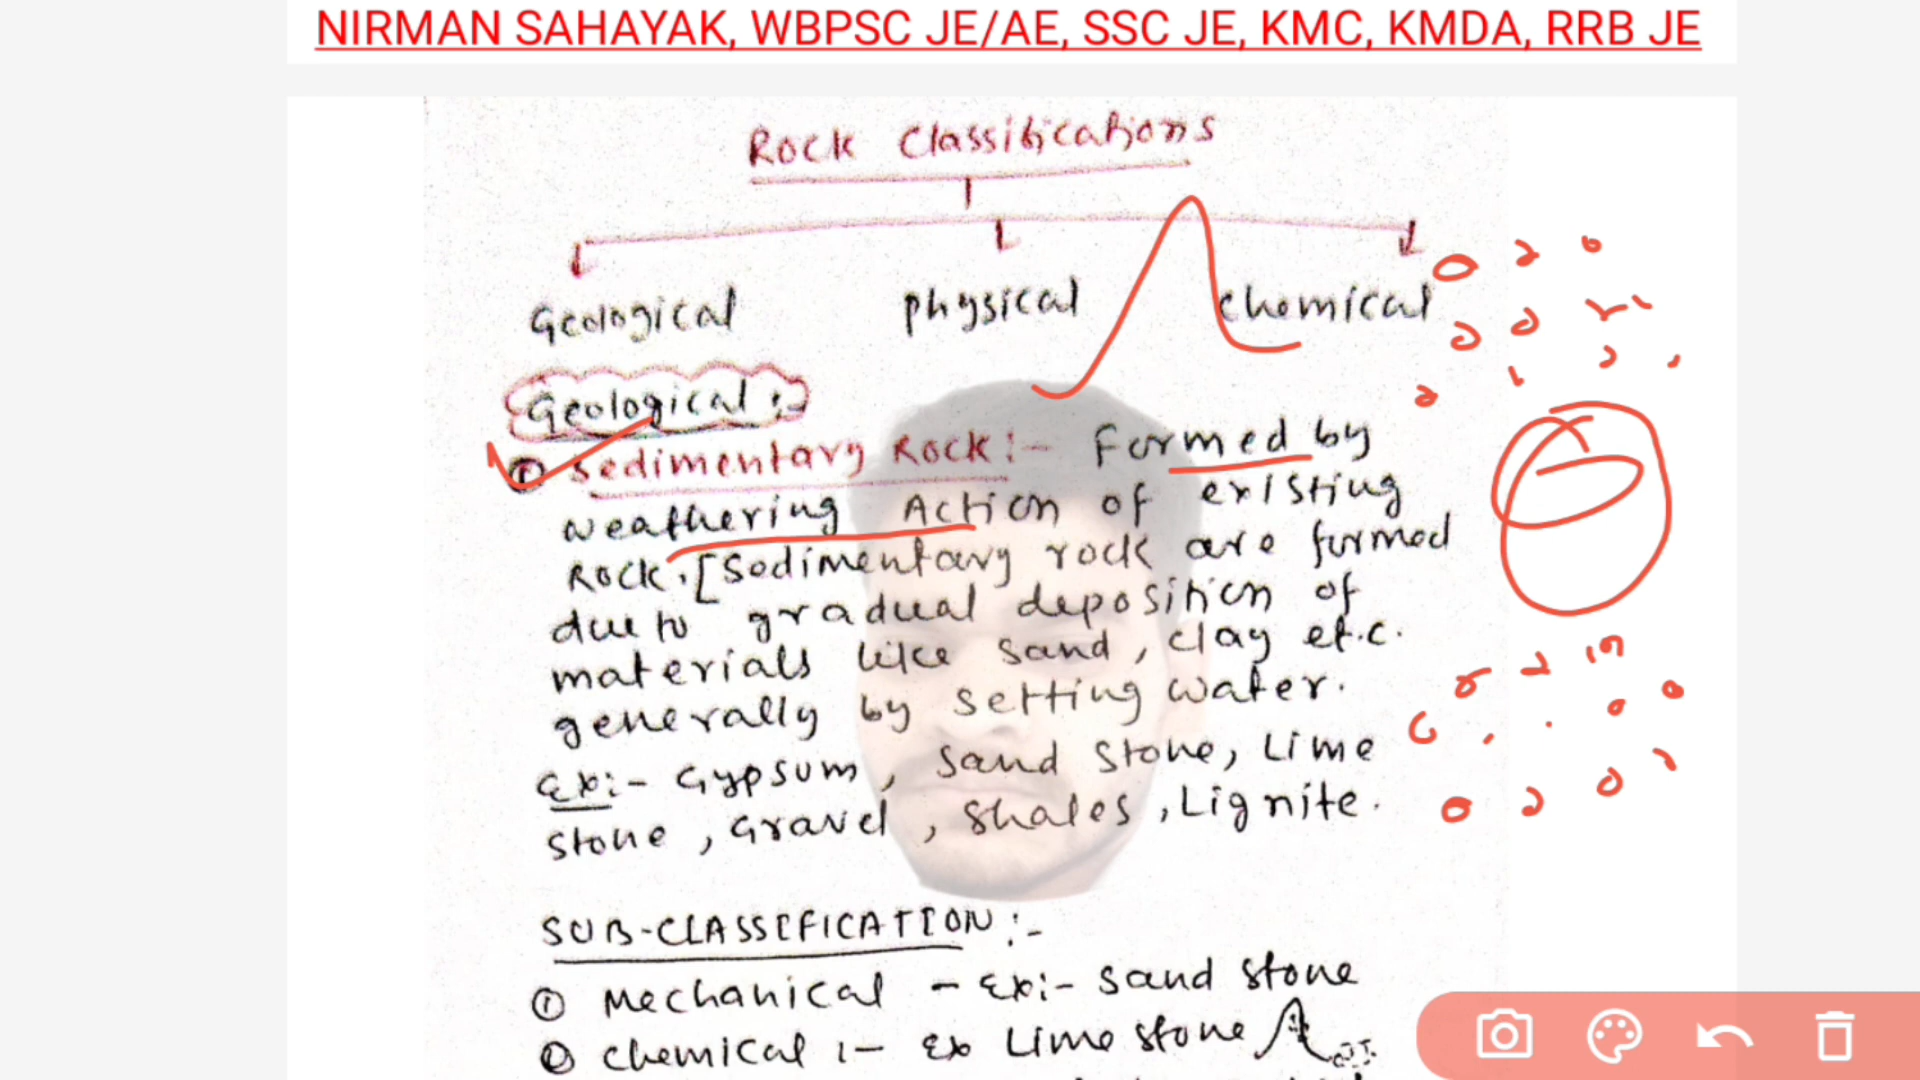 NIRMAN SAHAYAK, WBPSC JE/AE, SSC JE, KMC, KMDA, RRB JE
Rock Classifications
Geological physical chemical
Geological :-
① Sedimentary Rock :- Formed by
weathering Action of existing
Rock. [Sedimentary rock are formed
due to gradual deposition of
materials like sand, clay et.c.
generally by setting water.
Ex:- Gypsum, Sand Stone, Lime
Stone, Gravel, Shales, Lignite.
SUB-CLASSIFICATION :-
① Mechanical - Ex:- Sand Stone
② Chemical :- Ex Lime Stone